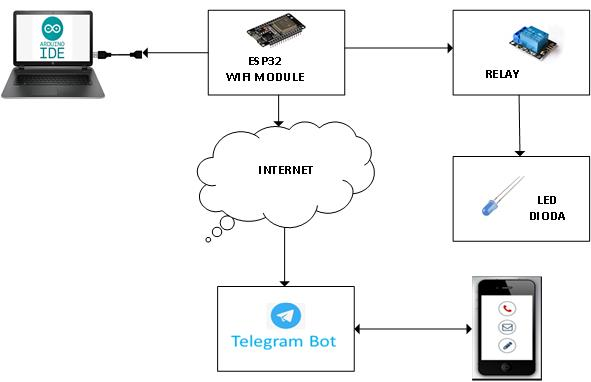 ARDUINO
IDE
ESP32
WIFI MODULE
RELAY
INTERNET
LED
DIODA
Telegram Bot